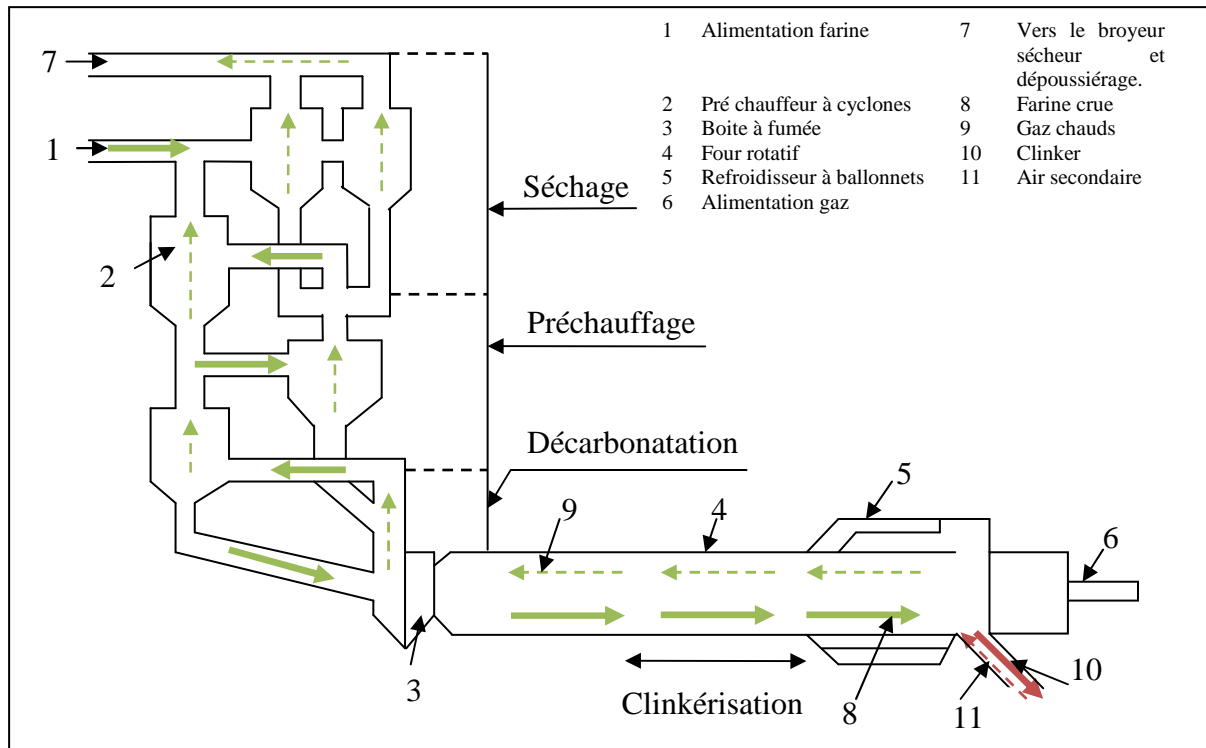 1 Alimentation farine
2 Pré chauffeur à cyclones
3 Boite à fumée
4 Four rotatif
5 Refroidisseur à ballonnets
6 Alimentation gaz
7 Vers le broyeur
sécheur et
dépoussiérage.
8 Farine crue
9 Gaz chauds
10 Clinker
11 Air secondaire
7
1
Séchage
2
Préchauffage
Décarbonatation
5
9
4
6
3
Clinkérisation
8
11
10